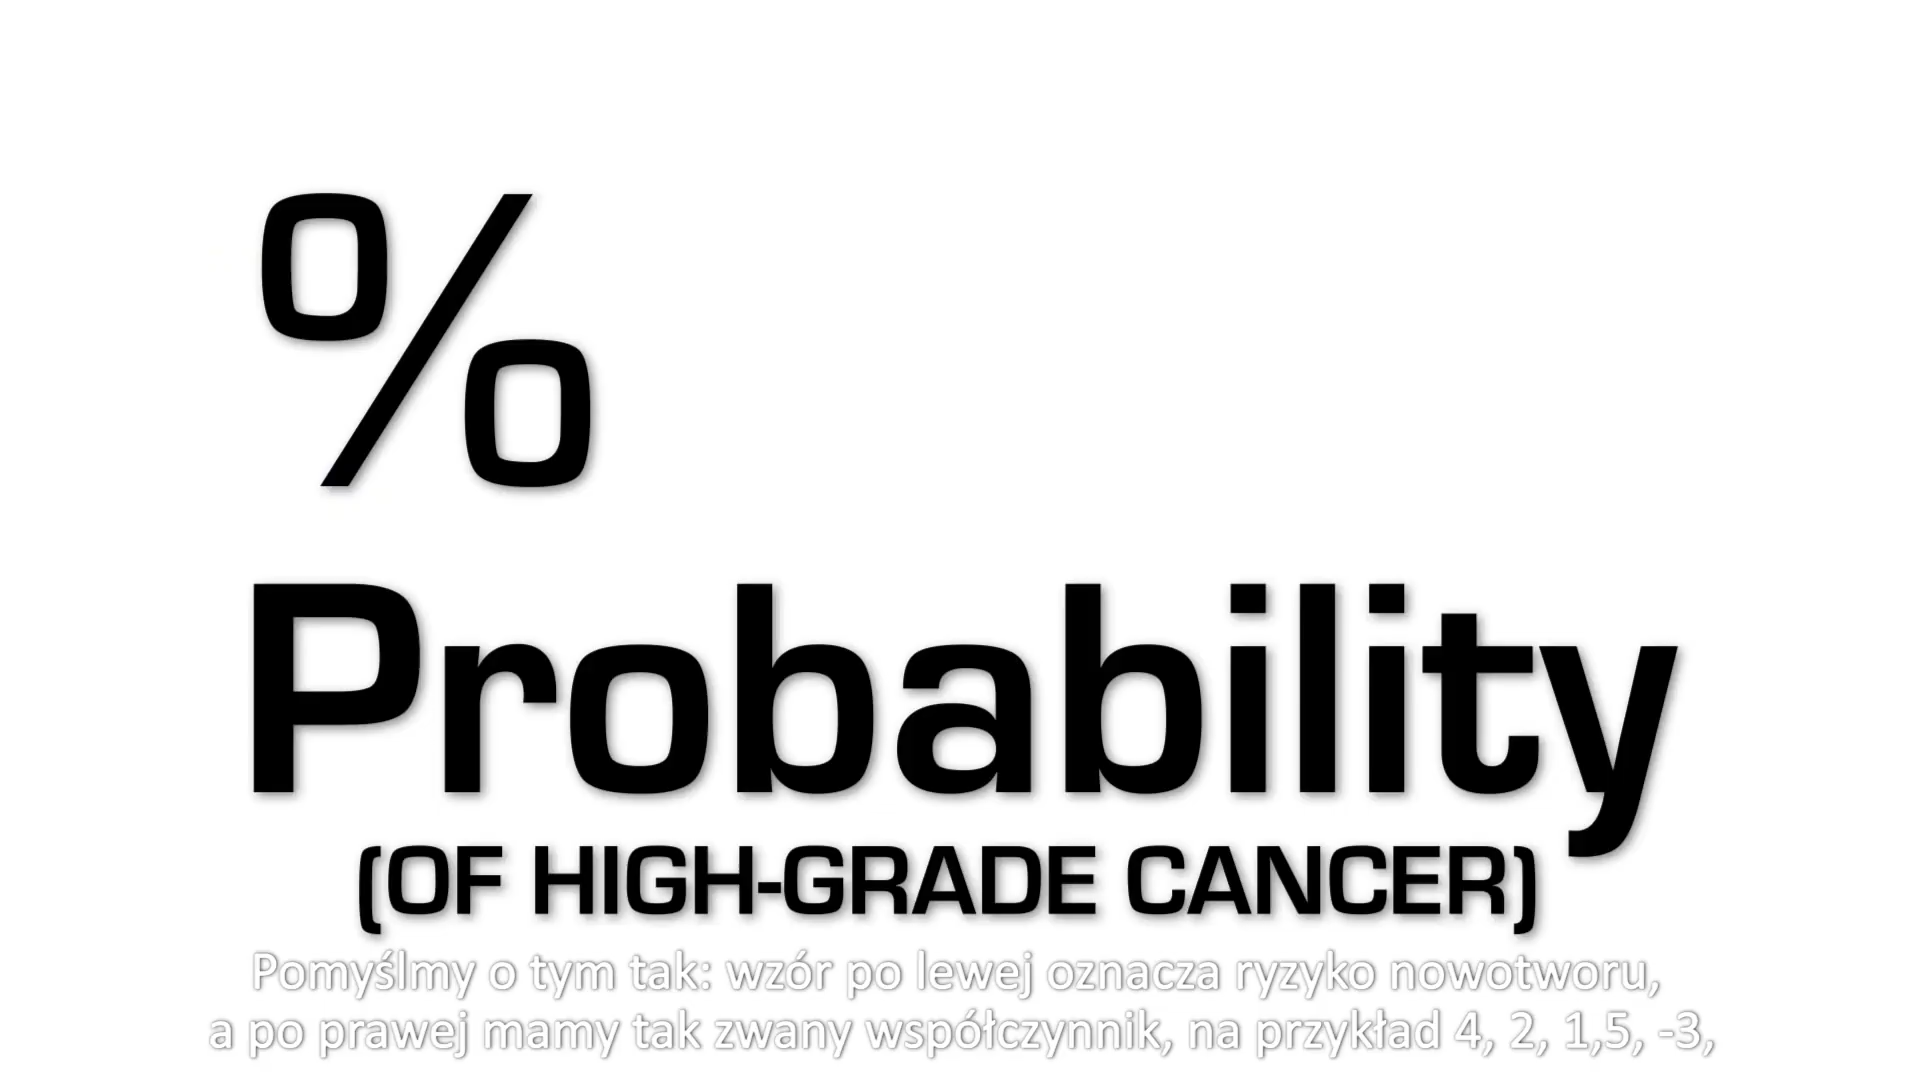 %
Probability
(OF HIGH-GRADE CANCER)
Pomyślmy o tym tak: wzór po lewej oznacza ryzyko nowotworu,
a po prawej mamy tak zwany współczynnik, na przykład 4, 2, 1,5, -3,